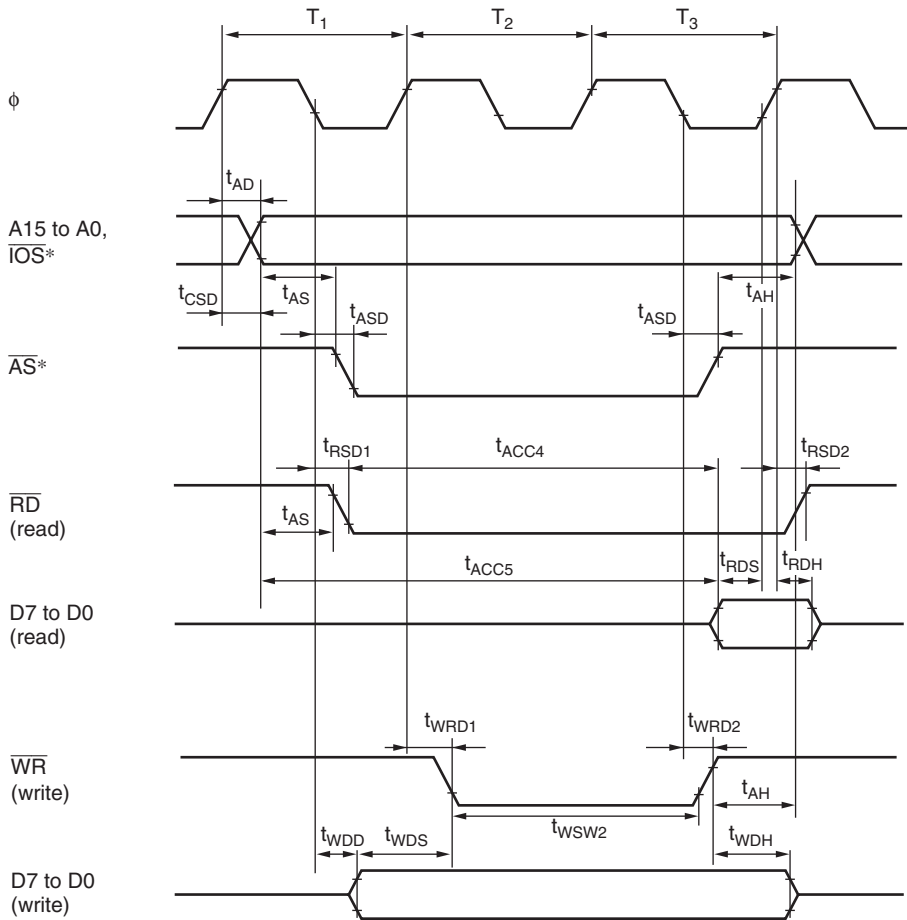 T1 T2 T3
φ
tAD
A15 to A0,
IOS*
tCSD tAS tASD tASD tAH
AS*
tRSD1 tACC4 tRSD2
RD
(read)
tAS
tACC5 tRDS tRDH
D7 to D0
(read)
tWRD1 tWRD2
WR
(write)
tAH
tWSW2
tWDD tWDS tWDH
D7 to D0
(write)